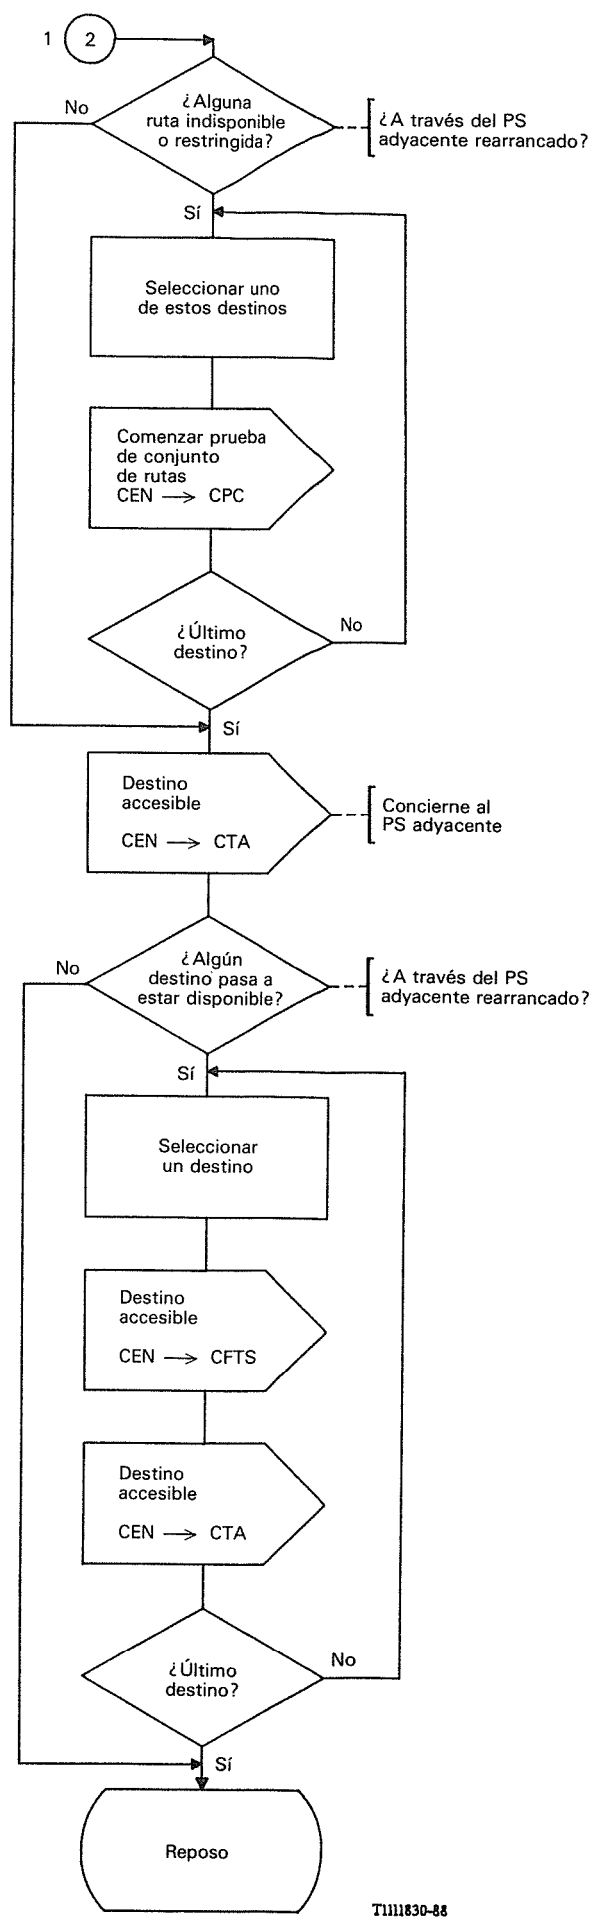 1 2
¿Alguna
ruta indisponible
o restringida?
No
¿A través del PS
adyacente rearrancado?
Sí
Seleccionar uno
de estos destinos
Comenzar prueba
de conjunto
de rutas
CEN → CPC
¿Último
destino?
No
Sí
Destino
accesible
CEN → CTA
Concierne al
PS adyacente
¿Algún
destino pasa a
estar disponible?
No
¿A través del PS
adyacente rearrancado?
Sí
Seleccionar
un destino
Destino
accesible
CEN → CFTS
Destino
accesible
CEN → CTA
¿Último
destino?
No
Sí
Reposo
T1111830-88